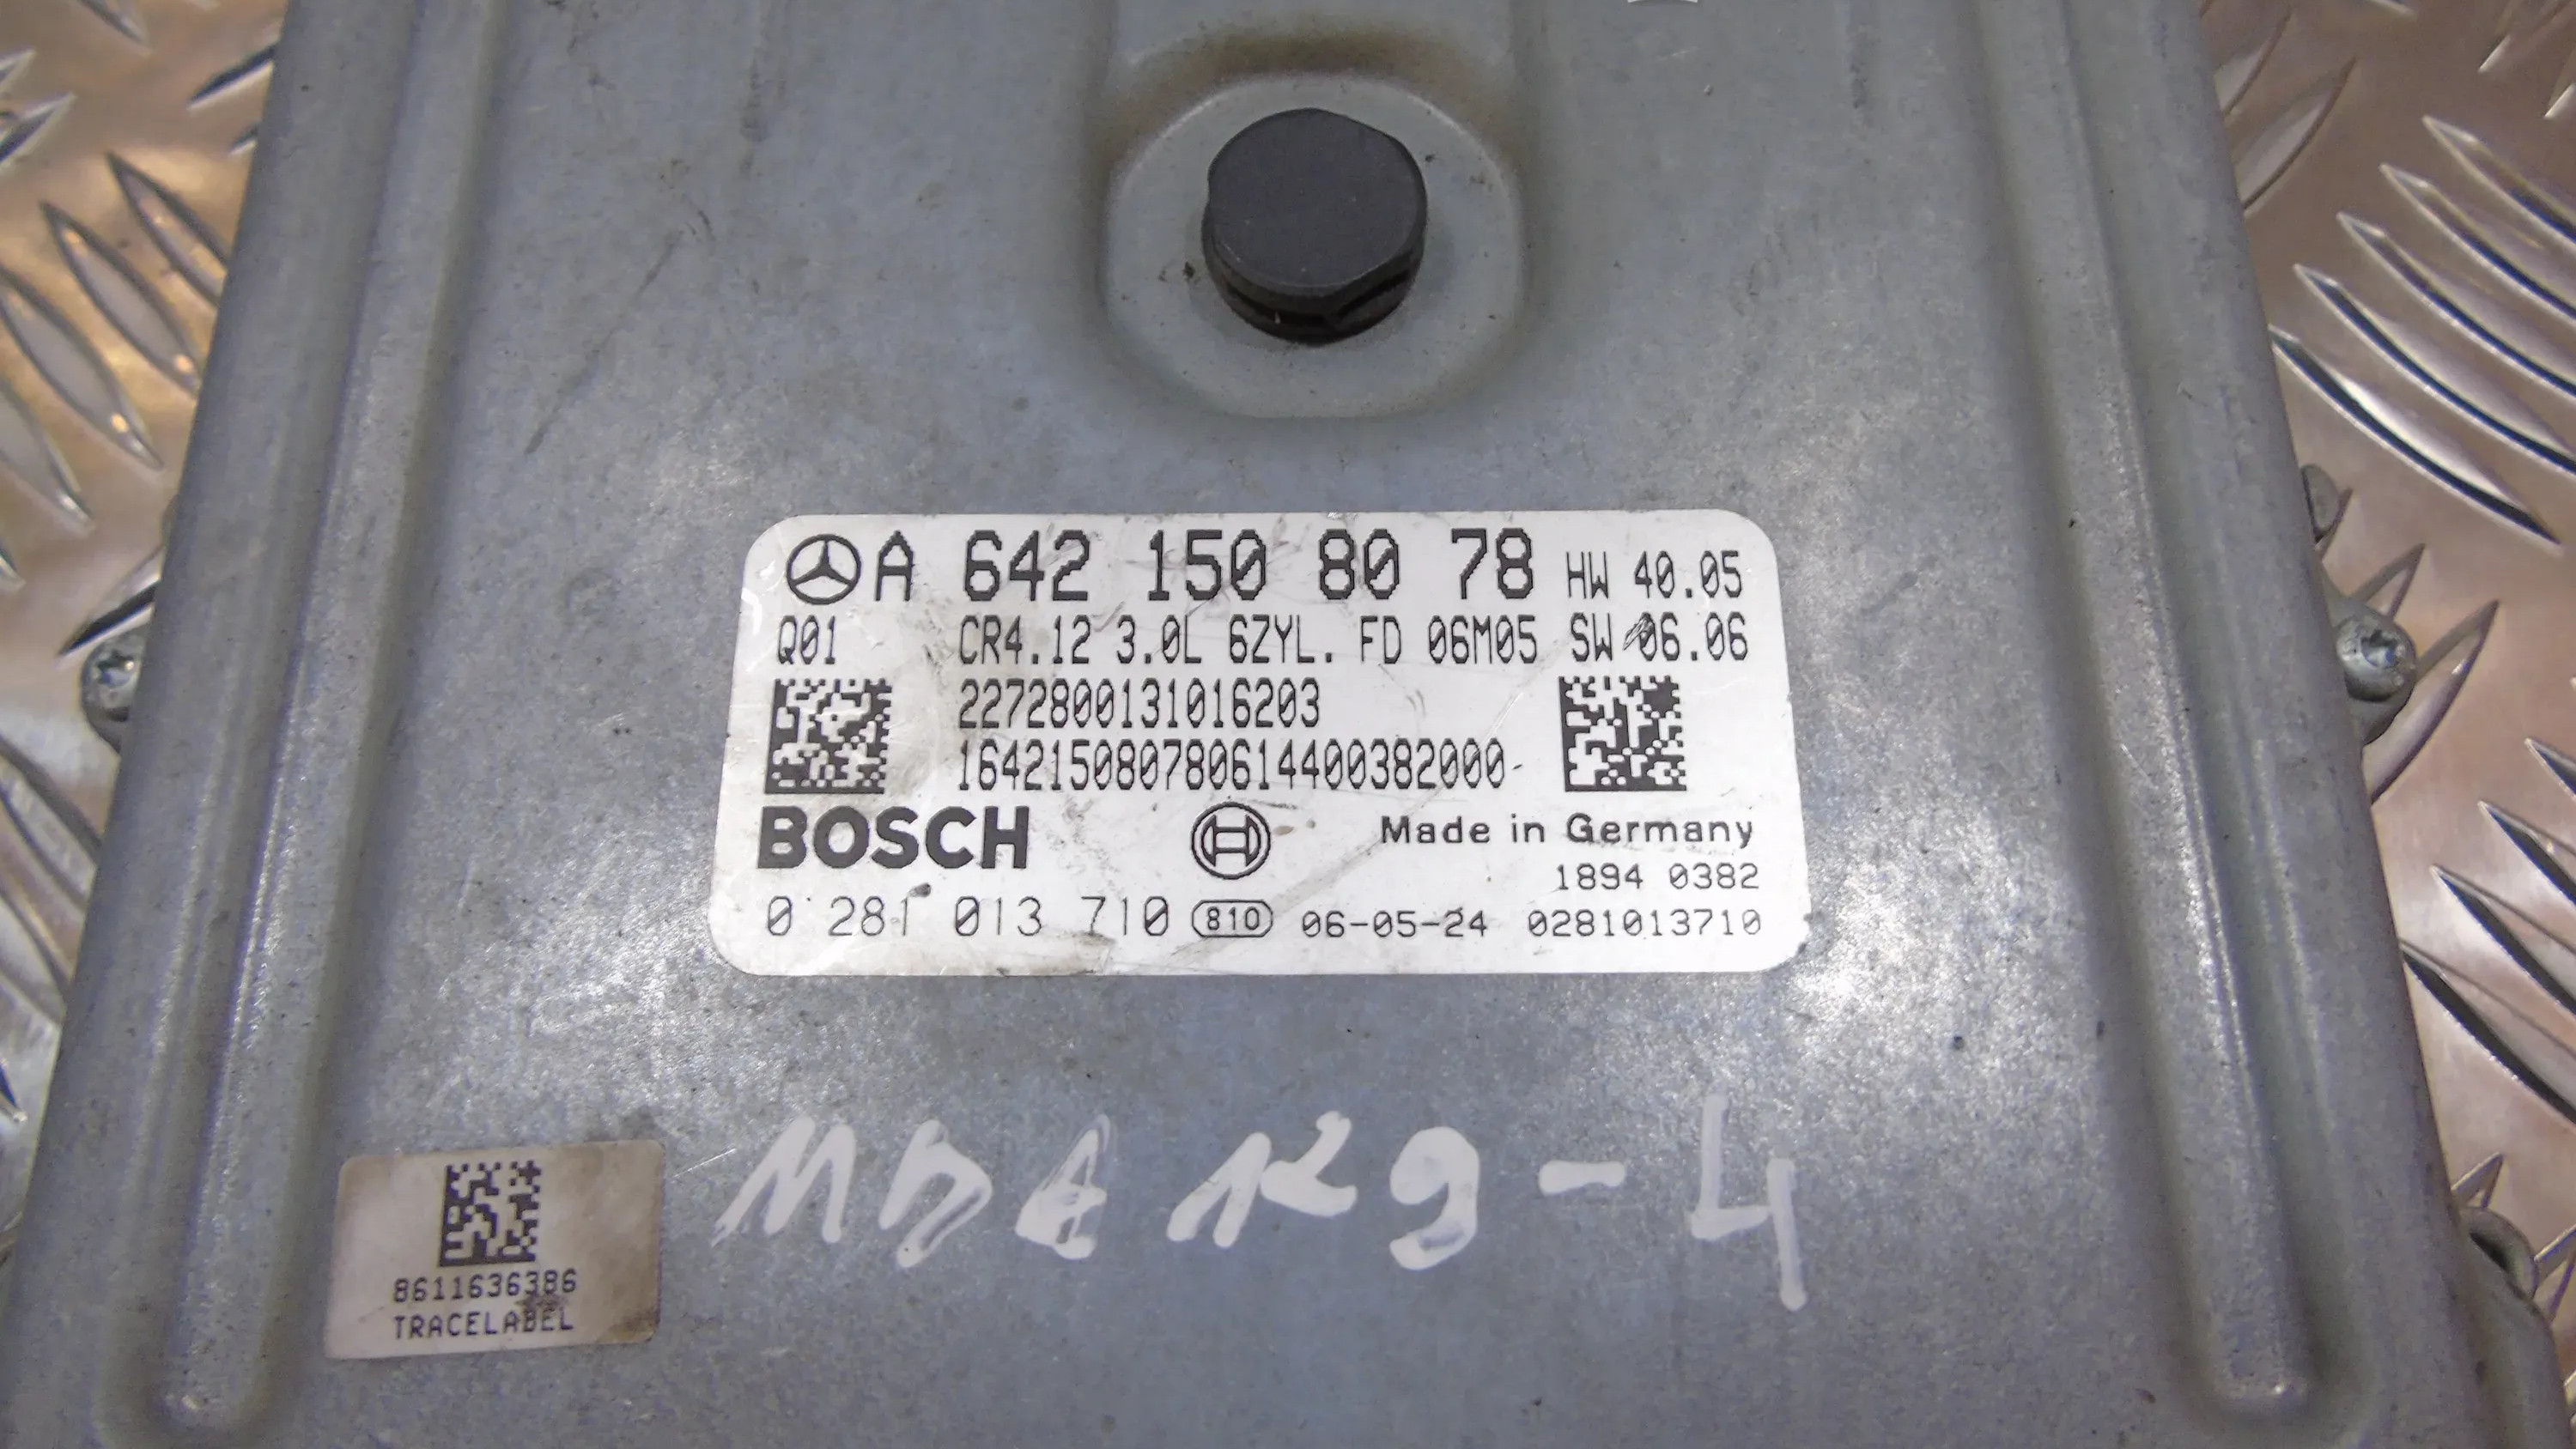 A 642 150 80 78 HW 40.05
Q01 CR4.12 3.0L 6ZYL. FD 06M05 SW 06.06
2272800131016203
164215080780614400382000
BOSCH Made in Germany
1894 0382
0 281 013 710 810 06-05-24 0281013710
8611636386
TRACELABEL